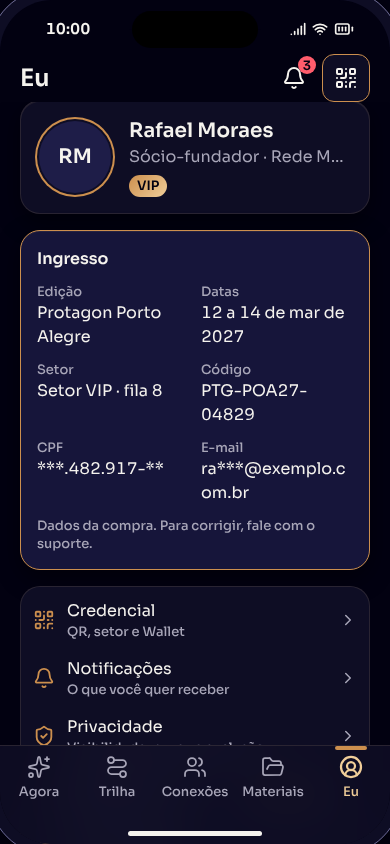 10:00
Eu
3
RM
Rafael Moraes
Sócio-fundador · Rede M...
VIP
Ingresso
Edição
Protagon Porto
Alegre
Datas
12 a 14 de mar de
2027
Setor
Setor VIP · fila 8
Código
PTG-POA27-
04829
CPF
***.482.917-**
E-mail
ra***@exemplo.c
om.br
Dados da compra. Para corrigir, fale com o
suporte.
Credencial
QR, setor e Wallet
Notificações
O que você quer receber
Privacidade
Agora
Trilha
Conexões
Materiais
Eu